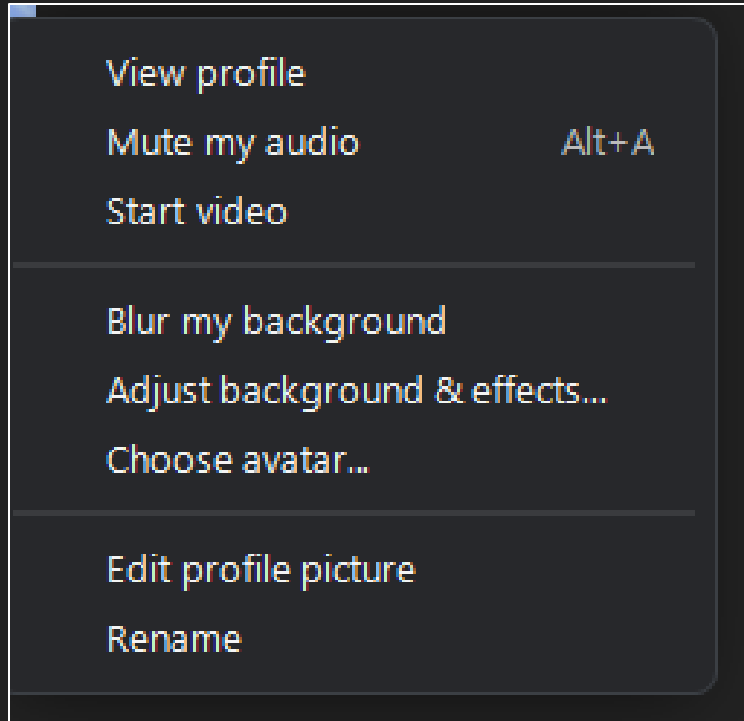 View profile
Mute my audio Alt+A
Start video
Blur my background
Adjust background & effects...
Choose avatar...
Edit profile picture
Rename